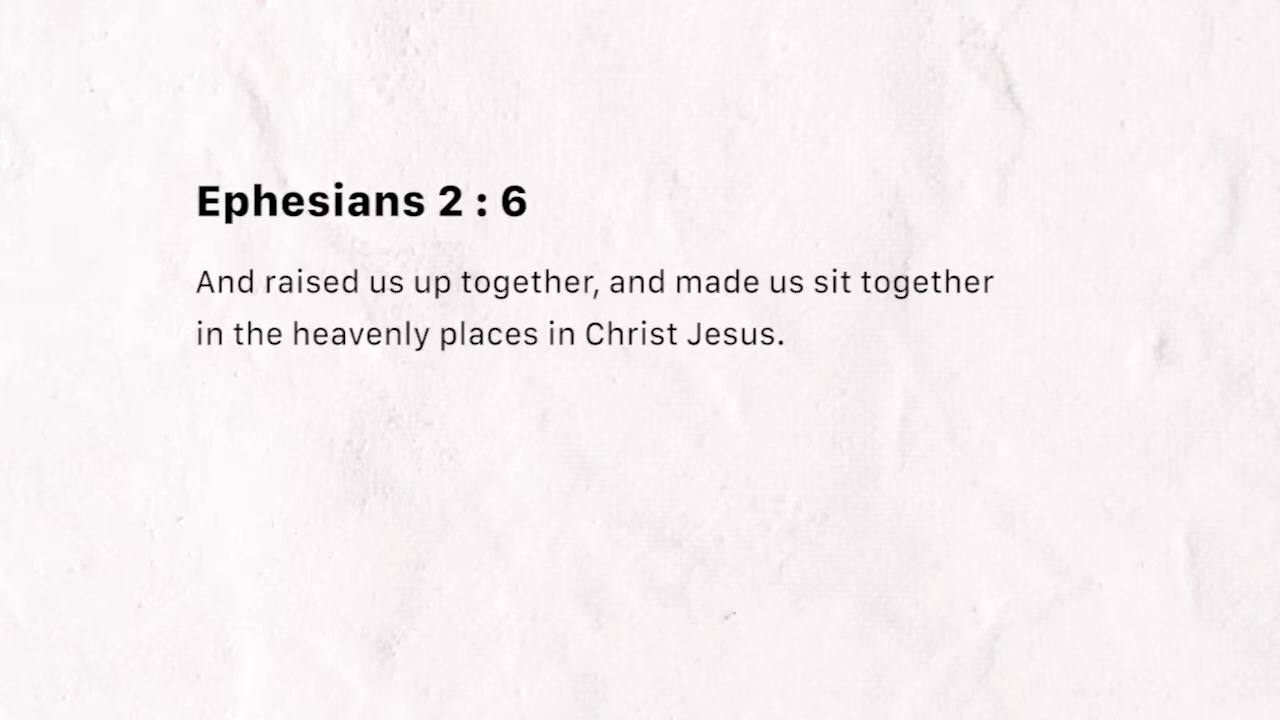 Ephesians 2 : 6
And raised us up together, and made us sit together
in the heavenly places in Christ Jesus.